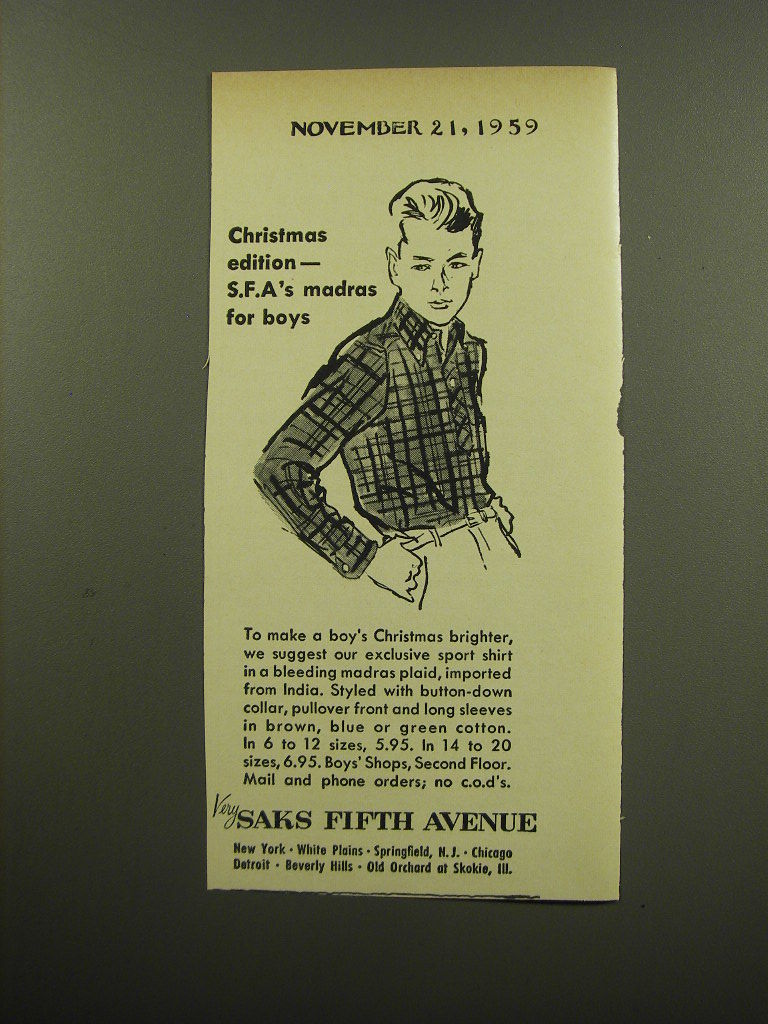 NOVEMBER 21, 1959
Christmas
edition—
S.F.A's madras
for boys
To make a boy's Christmas brighter,
we suggest our exclusive sport shirt
in a bleeding madras plaid, imported
from India. Styled with button-down
collar, pullover front and long sleeves
in brown, blue or green cotton.
In 6 to 12 sizes, 5.95. In 14 to 20
sizes, 6.95. Boys' Shops, Second Floor.
Mail and phone orders; no c.o.d's.
Very SAKS FIFTH AVENUE
New York • White Plains • Springfield, N. J. • Chicago
Detroit • Beverly Hills • Old Orchard at Skokie, Ill.